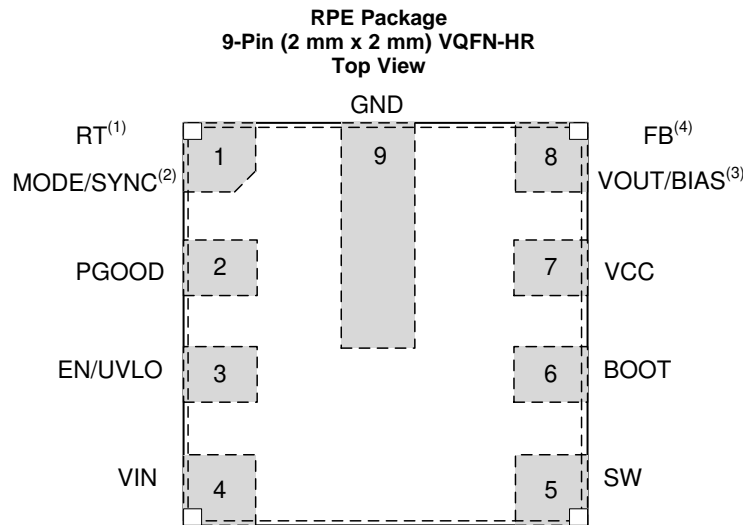 RPE Package
9-Pin (2 mm x 2 mm) VQFN-HR
Top View
GND
RT(1)
1
9
8
FB(4)
MODE/SYNC(2)
VOUT/BIAS(3)
PGOOD
2
7
VCC
EN/UVLO
3
6
BOOT
VIN
4
5
SW